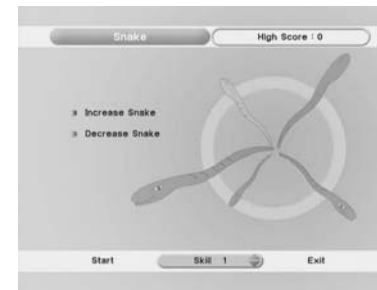 Snake
High Score : 0
Increase Snake
Decrease Snake
Start
Skill 1
Exit